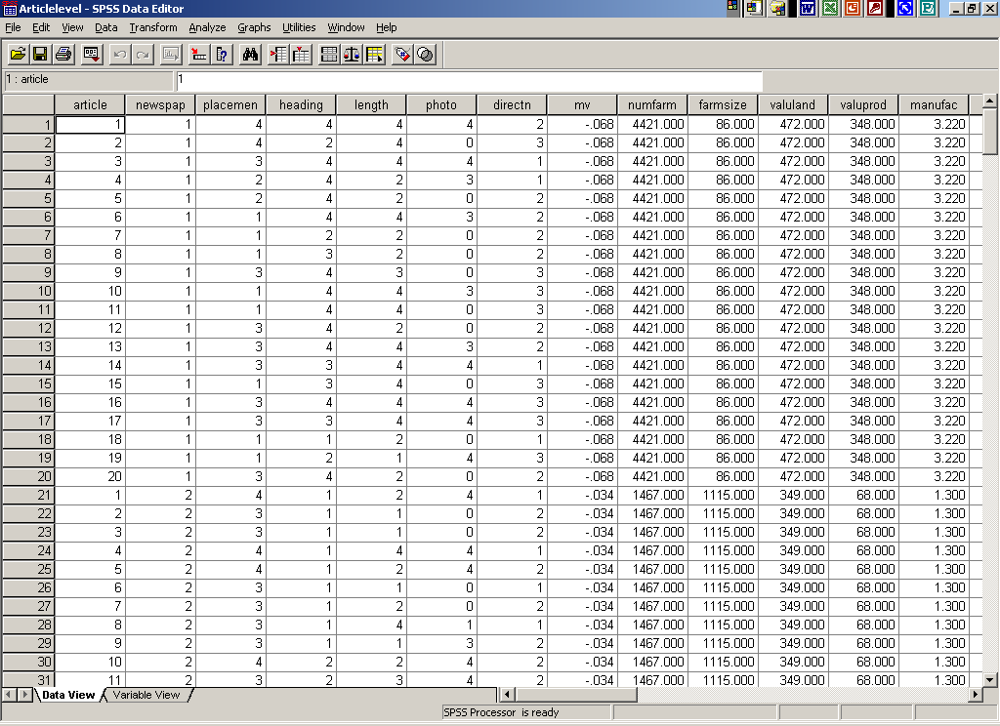 Articlelevel - SPSS Data Editor
File Edit View Data Transform Analyze Graphs Utilities Window Help
1 : article 1
article newspap placemen heading length photo directn mv numfarm farmsize valuland valuprod manufac
1 1 1 4 4 4 4 2 -.068 4421.000 86.000 472.000 348.000 3.220
2 2 1 4 2 4 0 3 -.068 4421.000 86.000 472.000 348.000 3.220
3 3 1 3 4 4 4 1 -.068 4421.000 86.000 472.000 348.000 3.220
4 4 1 2 4 2 3 1 -.068 4421.000 86.000 472.000 348.000 3.220
5 5 1 2 4 2 0 2 -.068 4421.000 86.000 472.000 348.000 3.220
6 6 1 1 4 4 3 2 -.068 4421.000 86.000 472.000 348.000 3.220
7 7 1 1 2 2 0 2 -.068 4421.000 86.000 472.000 348.000 3.220
8 8 1 1 3 2 0 2 -.068 4421.000 86.000 472.000 348.000 3.220
9 9 1 3 4 3 0 3 -.068 4421.000 86.000 472.000 348.000 3.220
10 10 1 1 4 4 3 3 -.068 4421.000 86.000 472.000 348.000 3.220
11 11 1 1 4 4 0 3 -.068 4421.000 86.000 472.000 348.000 3.220
12 12 1 3 4 2 0 2 -.068 4421.000 86.000 472.000 348.000 3.220
13 13 1 3 4 4 3 2 -.068 4421.000 86.000 472.000 348.000 3.220
14 14 1 3 3 4 4 1 -.068 4421.000 86.000 472.000 348.000 3.220
15 15 1 1 3 4 0 3 -.068 4421.000 86.000 472.000 348.000 3.220
16 16 1 3 4 4 4 3 -.068 4421.000 86.000 472.000 348.000 3.220
17 17 1 3 3 4 4 3 -.068 4421.000 86.000 472.000 348.000 3.220
18 18 1 1 1 2 0 1 -.068 4421.000 86.000 472.000 348.000 3.220
19 19 1 1 2 1 4 3 -.068 4421.000 86.000 472.000 348.000 3.220
20 20 1 3 4 2 0 2 -.068 4421.000 86.000 472.000 348.000 3.220
21 1 2 4 1 2 4 1 -.034 1467.000 1115.000 349.000 68.000 1.300
22 2 2 3 1 1 0 2 -.034 1467.000 1115.000 349.000 68.000 1.300
23 3 2 3 1 1 0 2 -.034 1467.000 1115.000 349.000 68.000 1.300
24 4 2 4 1 4 4 1 -.034 1467.000 1115.000 349.000 68.000 1.300
25 5 2 4 1 2 4 2 -.034 1467.000 1115.000 349.000 68.000 1.300
26 6 2 3 1 1 0 1 -.034 1467.000 1115.000 349.000 68.000 1.300
27 7 2 3 1 2 0 2 -.034 1467.000 1115.000 349.000 68.000 1.300
28 8 2 3 1 4 1 1 -.034 1467.000 1115.000 349.000 68.000 1.300
29 9 2 3 1 1 3 2 -.034 1467.000 1115.000 349.000 68.000 1.300
30 10 2 4 2 2 4 2 -.034 1467.000 1115.000 349.000 68.000 1.300
31 11 2 3 2 3 4 2 -.034 1467.000 1115.000 349.000 68.000 1.300
Data View Variable View
SPSS Processor is ready